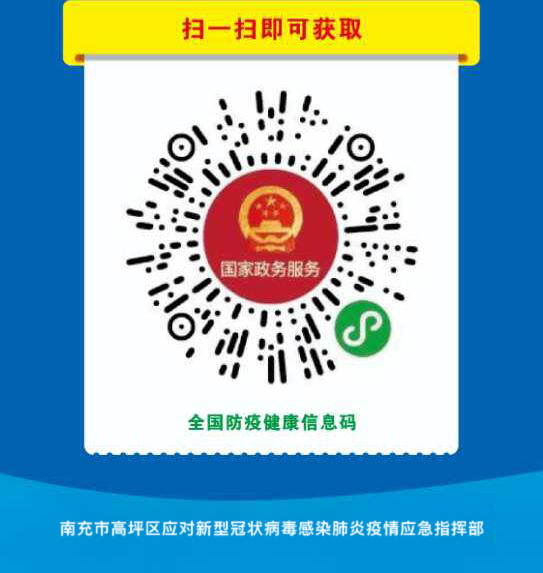 扫一扫即可获取
国家政务服务
全国防疫健康信息码
南充市高坪区应对新型冠状病毒感染肺炎疫情应急指挥部